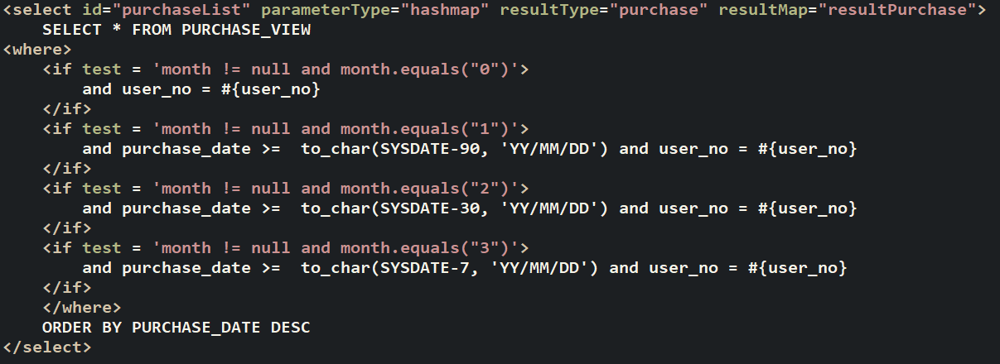 <select id="purchaseList" parameterType="hashmap" resultType="purchase" resultMap="resultPurchase">
    SELECT * FROM PURCHASE_VIEW
<where>
    <if test = 'month != null and month.equals("0")'>
        and user_no = #{user_no}
    </if>
    <if test = 'month != null and month.equals("1")'>
        and purchase_date >=  to_char(SYSDATE-90, 'YY/MM/DD') and user_no = #{user_no}
    </if>
    <if test = 'month != null and month.equals("2")'>
        and purchase_date >=  to_char(SYSDATE-30, 'YY/MM/DD') and user_no = #{user_no}
    </if>
    <if test = 'month != null and month.equals("3")'>
        and purchase_date >=  to_char(SYSDATE-7, 'YY/MM/DD') and user_no = #{user_no}
    </if>
    </where>
    ORDER BY PURCHASE_DATE DESC
</select>